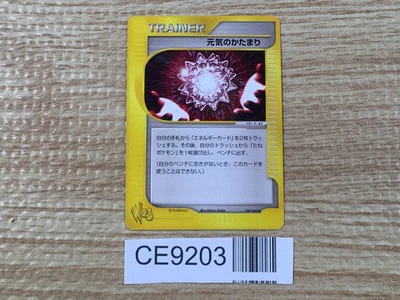 TRAINER
元気のかたまり
自分の手札から「エネルギーカード」を2枚トラッ
シュする。その後、自分のトラッシュから「たね
ポケモン」を1枚選び出し、ベンチに出す。
(自分のベンチに空きがないとき、このカードを
使うことはできない。)
CE9203